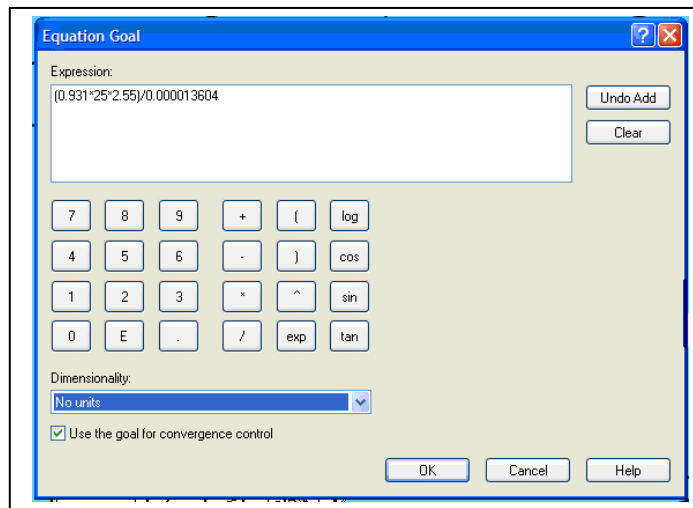 Equation Goal
Expression:
(0.931*25*2.55)/0.000013604
Undo Add
Clear
7 8 9 + ( log
4 5 6 - ) cos
1 2 3 * ^ sin
0 E . / exp tan
Dimensionality:
No units
Use the goal for convergence control
OK Cancel Help